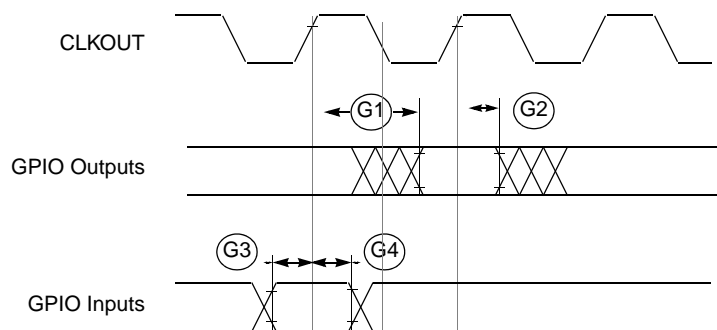 CLKOUT
G1
G2
GPIO Outputs
G3
G4
GPIO Inputs